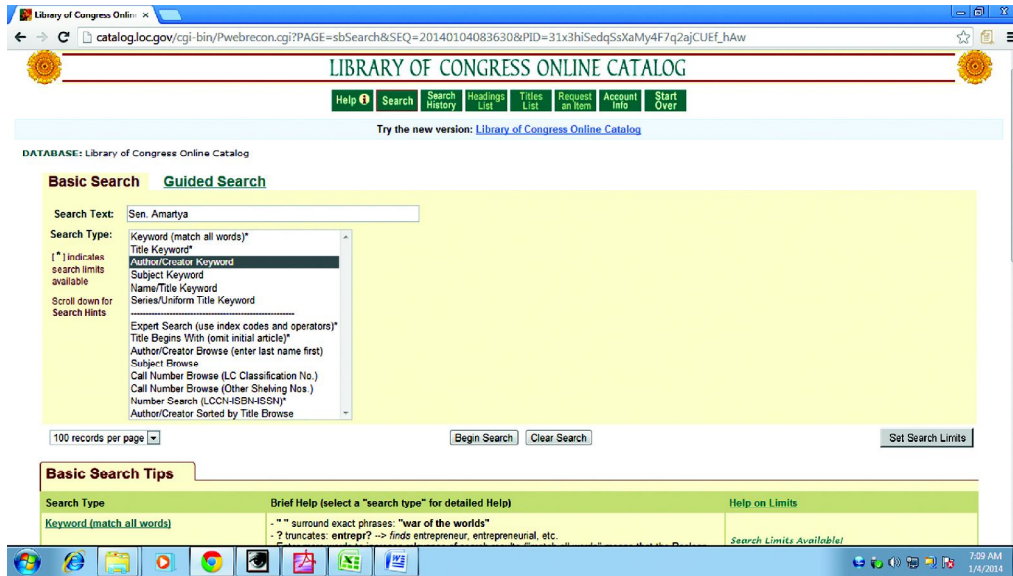 Library of Congress Online
catalog.loc.gov/cgi-bin/Pwebrecon.cgi?PAGE=sbSearch&SEQ=20140104083630&PID=31x3hiSedqSsXaMy4F7q2ajCUEf_hAw
LIBRARY OF CONGRESS ONLINE CATALOG
Help Search Search History Headings List Titles List Request an Item Account Info Start Over
Try the new version: Library of Congress Online Catalog
DATABASE: Library of Congress Online Catalog
Basic Search Guided Search
Search Text: Sen. Amartya
Search Type:
[*] indicates search limits available
Scroll down for Search Hints
Keyword (match all words)*
Title Keyword*
Author/Creator Keyword
Subject Keyword
Name/Title Keyword
Series/Uniform Title Keyword
Expert Search (use index codes and operators)*
Title Begins With (omit initial article)*
Author/Creator Browse (enter last name first)
Subject Browse
Call Number Browse (LC Classification No.)
Call Number Browse (Other Shelving Nos.)
Number Search (LCCN-ISBN-ISSN)*
Author/Creator Sorted by Title Browse
100 records per page Begin Search Clear Search Set Search Limits
Basic Search Tips
Search Type Brief Help (select a "search type" for detailed Help) Help on Limits
Keyword (match all words) - " " surround exact phrases: "war of the worlds"
- ? truncates: entrepr? --> finds entrepreneur, entrepreneurial, etc.
Search Limits Available!
7:09 AM
1/4/2014